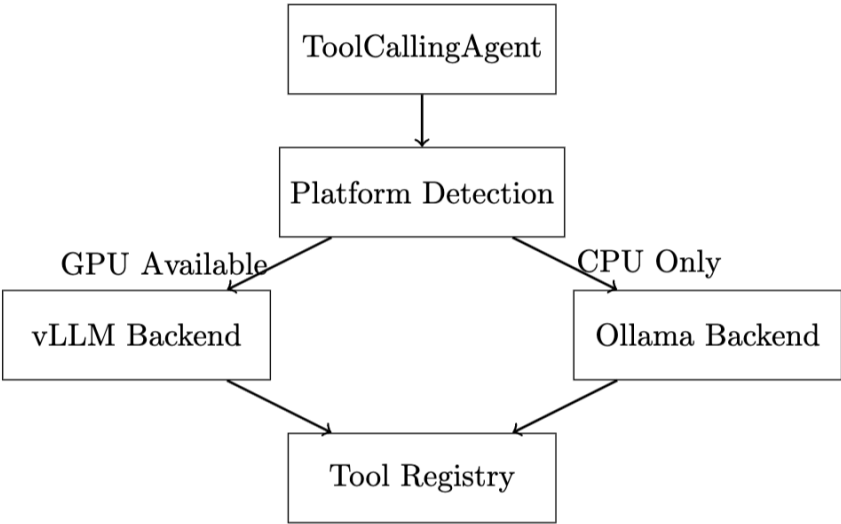 ToolCallingAgent
Platform Detection
GPU Available
CPU Only
vLLM Backend
Ollama Backend
Tool Registry